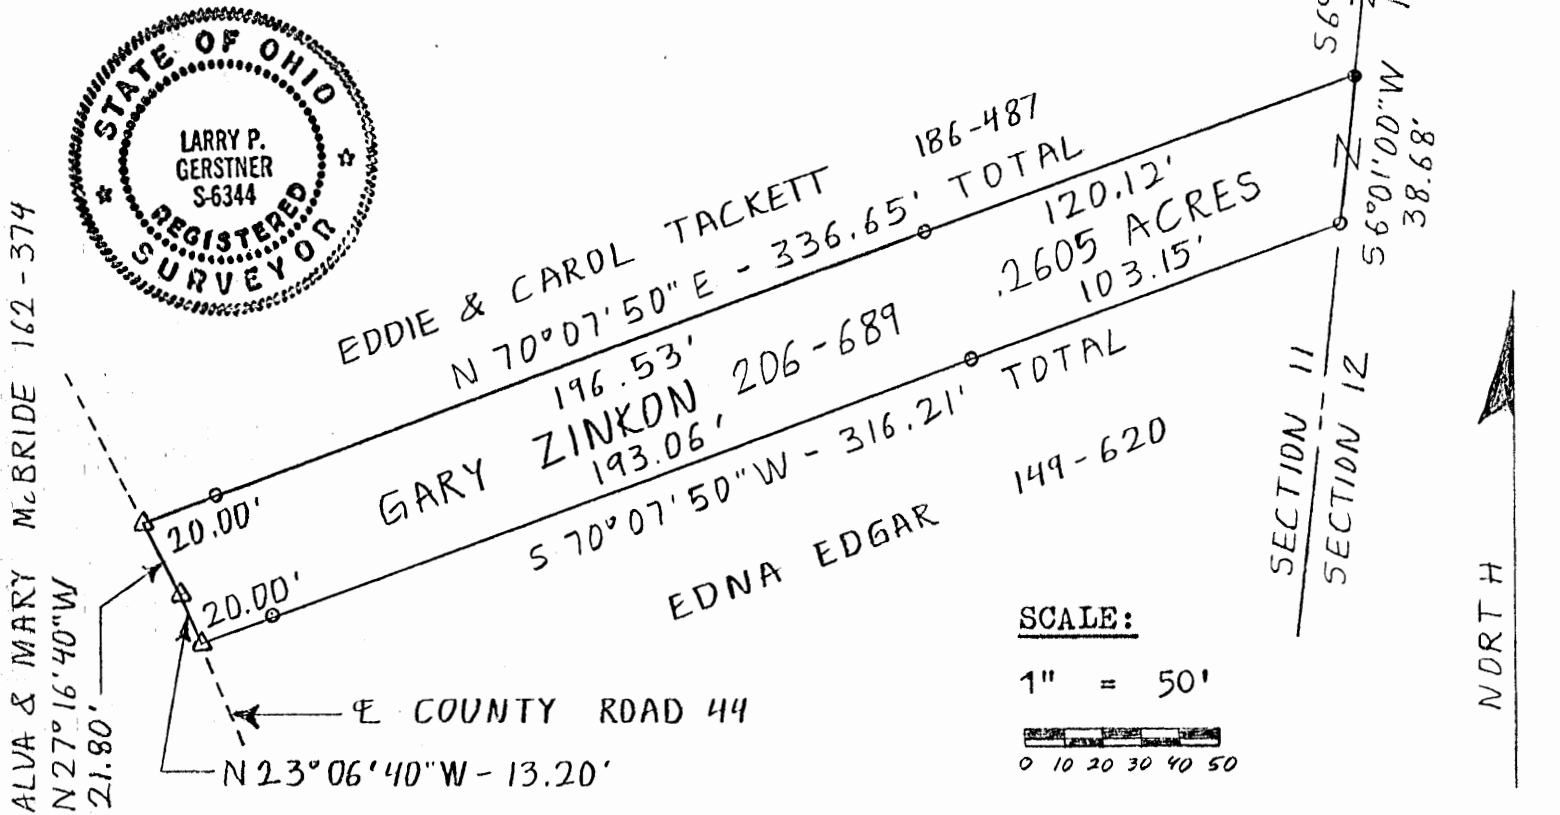 STATE OF OHIO
LARRY P.
GERSTNER
S-6344
REGISTERED
SURVEYOR
ALVA & MARY McBRIDE 162-374
N27°16'40"W
21.80'
EDDIE & CAROL TACKETT 186-487
N 70°07'50" E - 336.65' TOTAL
196.53'
120.12'
.2605 ACRES
GARY ZINKON, 206-689
103.15'
193.06'
S 70°07'50"W - 316.21' TOTAL
EDNA EDGAR 149-620
20.00'
20.00'
℄ COUNTY ROAD 44
N23°06'40"W - 13.20'
S6°01'00"W
38.68'
SECTION 11
SECTION 12
SCALE:
1" = 50'
0 10 20 30 40 50
NORTH